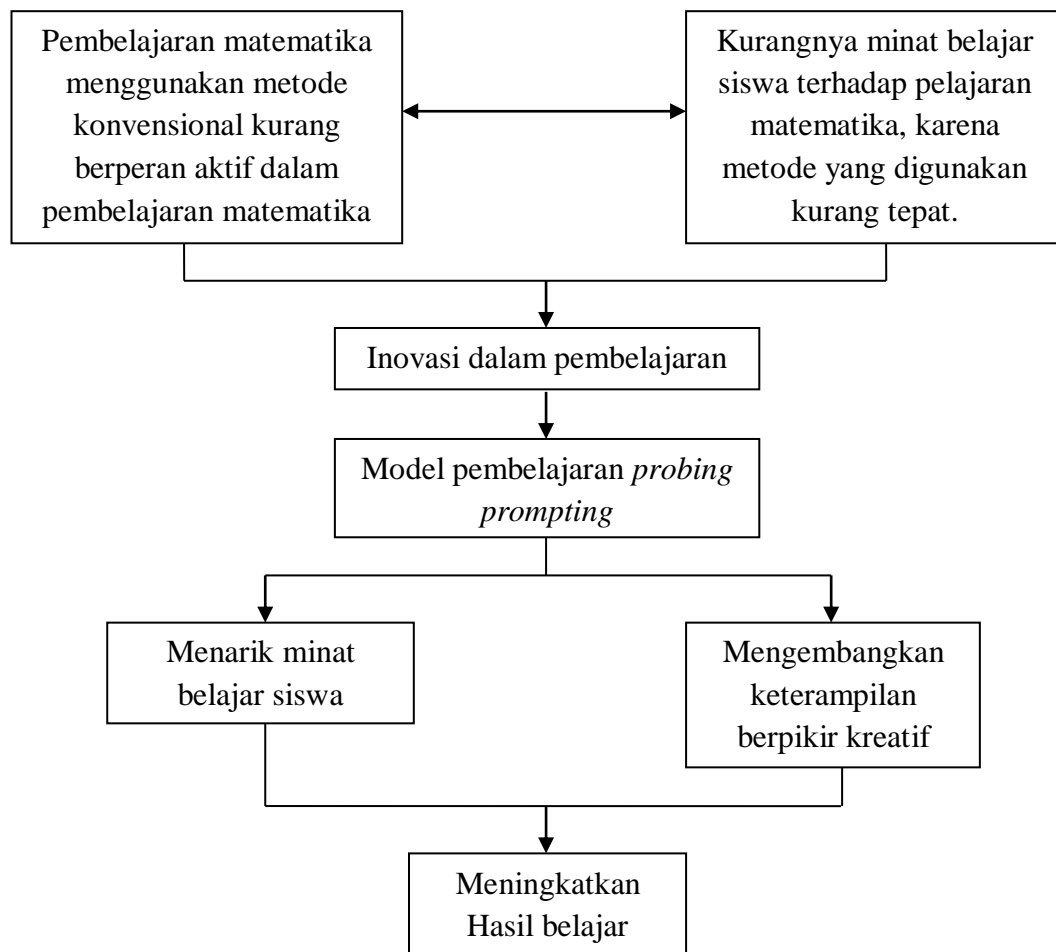 Pembelajaran matematika
menggunakan metode
konvensional kurang
berperan aktif dalam
pembelajaran matematika
Kurangnya minat belajar
siswa terhadap pelajaran
matematika, karena
metode yang digunakan
kurang tepat.
Inovasi dalam pembelajaran
Model pembelajaran probing
prompting
Menarik minat
belajar siswa
Mengembangkan
keterampilan
berpikir kreatif
Meningkatkan
Hasil belajar